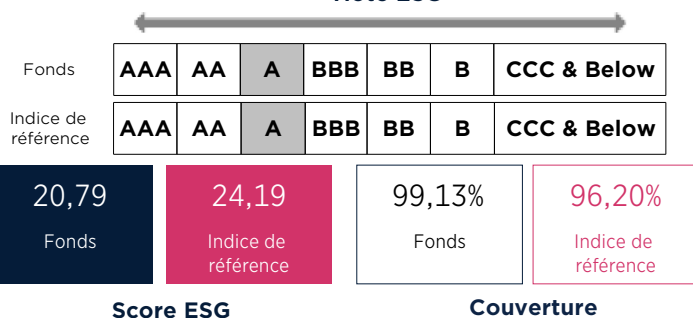 Fonds AAA AA A BBB BB B CCC & Below
Indice de
référence AAA AA A BBB BB B CCC & Below
20,79 24,19 99,13% 96,20%
Fonds Indice de Fonds Indice de
référence référence
Score ESG Couverture